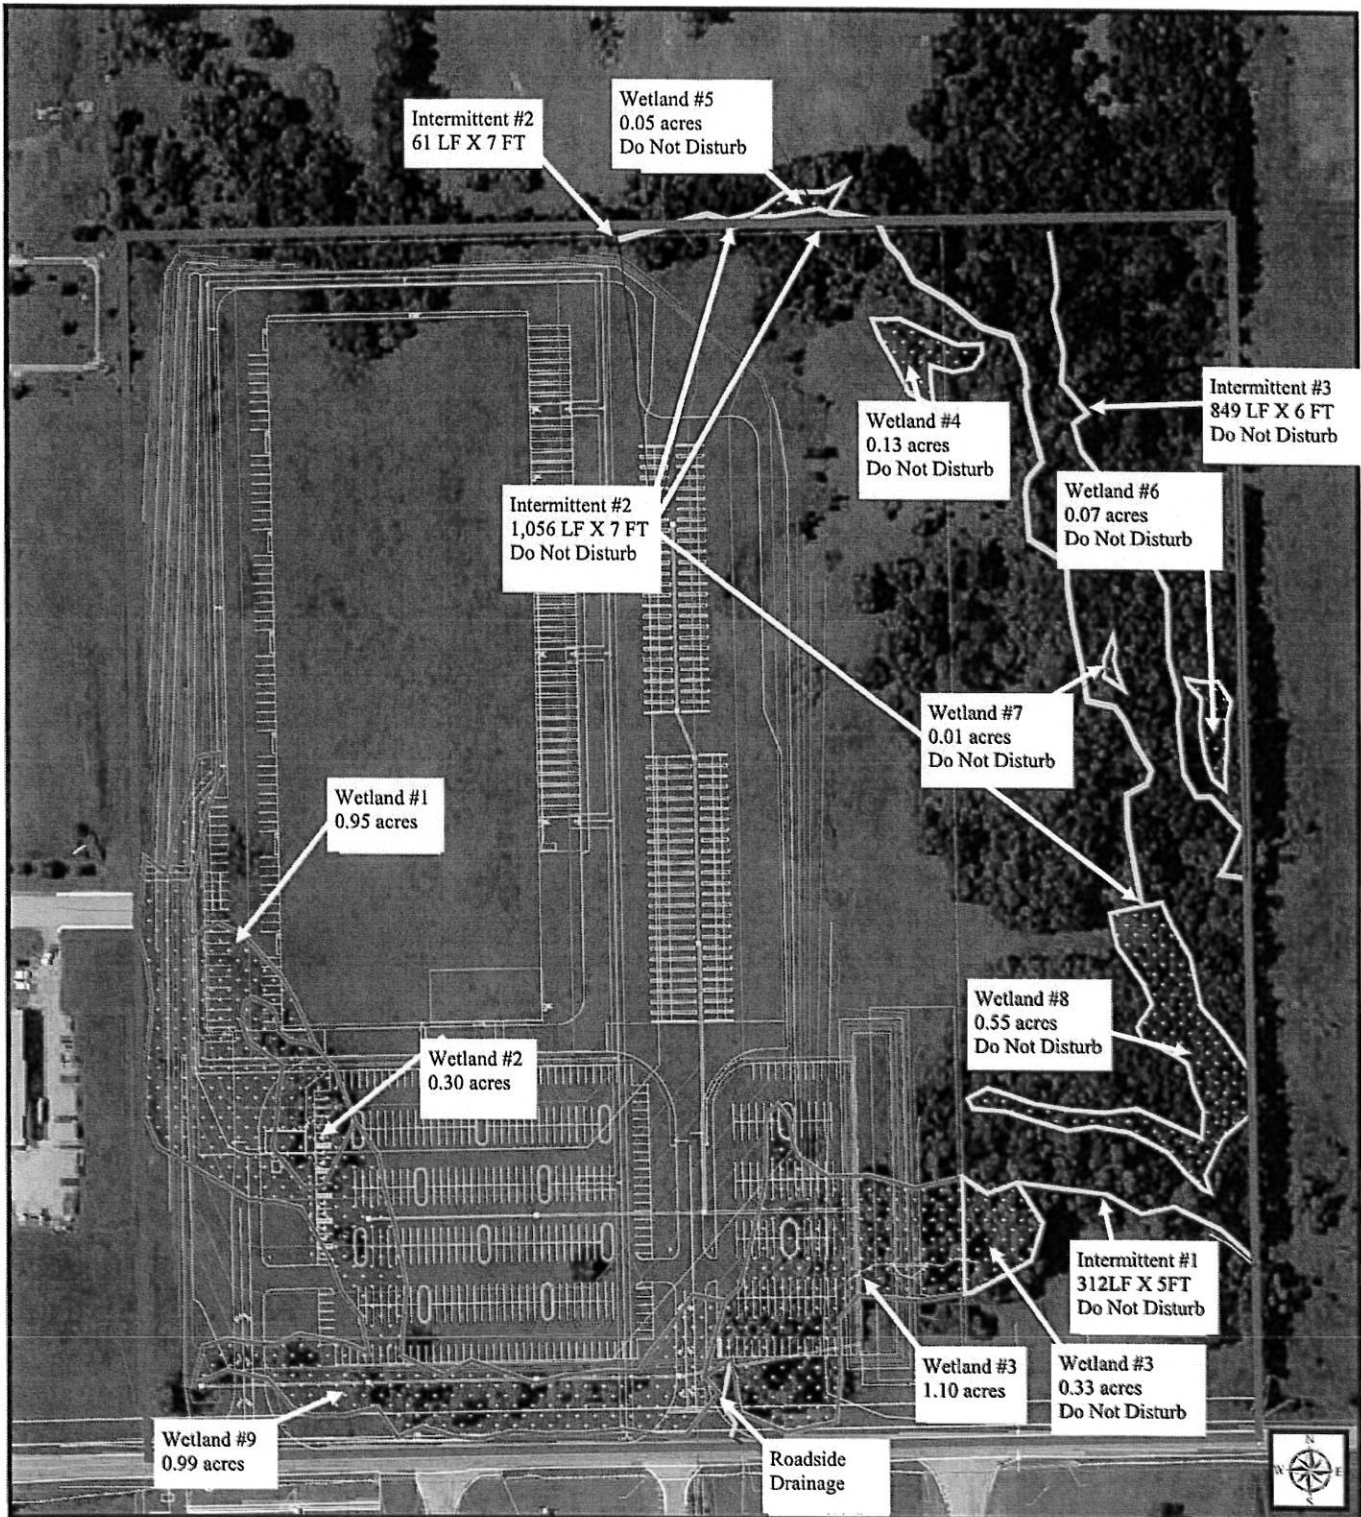 Wetland #5
0.05 acres
Do Not Disturb
Intermittent #2
61 LF X 7 FT
Intermittent #3
849 LF X 6 FT
Do Not Disturb
Wetland #4
0.13 acres
Do Not Disturb
Wetland #6
0.07 acres
Do Not Disturb
Intermittent #2
1,056 LF X 7 FT
Do Not Disturb
Wetland #7
0.01 acres
Do Not Disturb
Wetland #1
0.95 acres
Wetland #8
0.55 acres
Do Not Disturb
Wetland #2
0.30 acres
Intermittent #1
312LF X 5FT
Do Not Disturb
Wetland #3
1.10 acres
Wetland #3
0.33 acres
Do Not Disturb
Wetland #9
0.99 acres
Roadside
Drainage
N
W
E
S